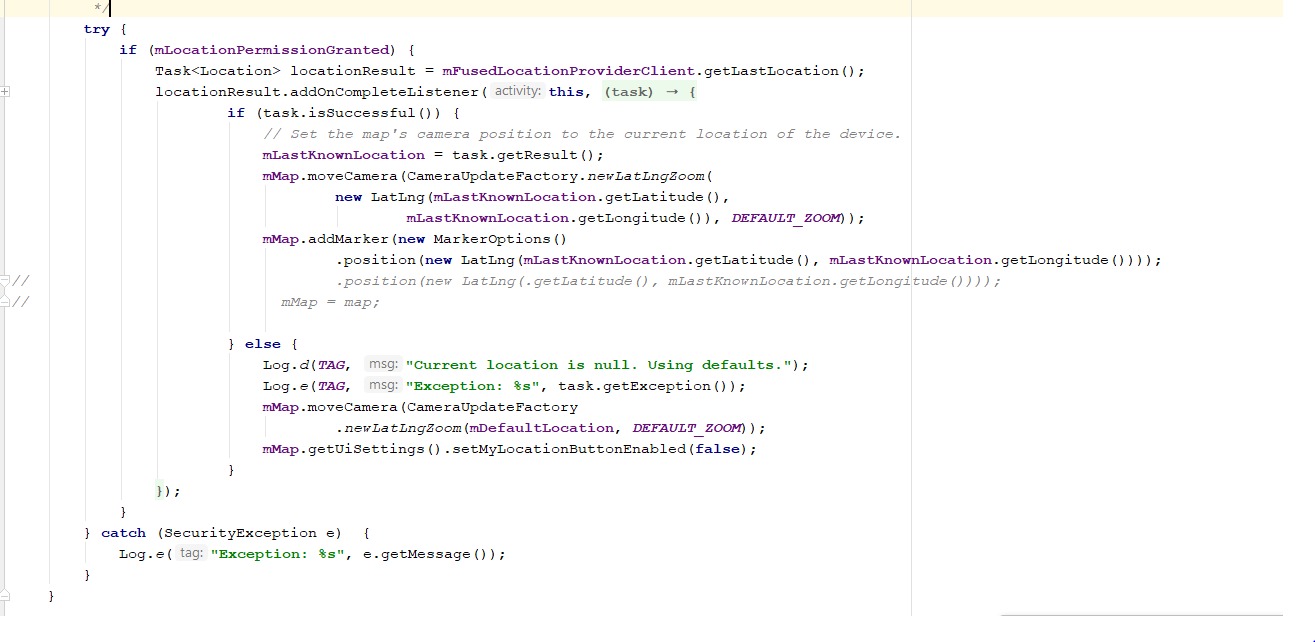 */
try {
if (mLocationPermissionGranted) {
Task<Location> locationResult = mFusedLocationProviderClient.getLastLocation();
locationResult.addOnCompleteListener( activity: this, (task) → {
if (task.isSuccessful()) {
// Set the map's camera position to the current location of the device.
mLastKnownLocation = task.getResult();
mMap.moveCamera(CameraUpdateFactory.newLatLngZoom(
new LatLng(mLastKnownLocation.getLatitude(),
mLastKnownLocation.getLongitude()), DEFAULT_ZOOM));
mMap.addMarker(new MarkerOptions()
.position(new LatLng(mLastKnownLocation.getLatitude(), mLastKnownLocation.getLongitude())));
// .position(new LatLng(.getLatitude(), mLastKnownLocation.getLongitude())));
// mMap = map;
} else {
Log.d(TAG, msg: "Current location is null. Using defaults.");
Log.e(TAG, msg: "Exception: %s", task.getException());
mMap.moveCamera(CameraUpdateFactory
.newLatLngZoom(mDefaultLocation, DEFAULT_ZOOM));
mMap.getUiSettings().setMyLocationButtonEnabled(false);
}
});
}
} catch (SecurityException e)  {
Log.e( tag: "Exception: %s", e.getMessage());
}
}